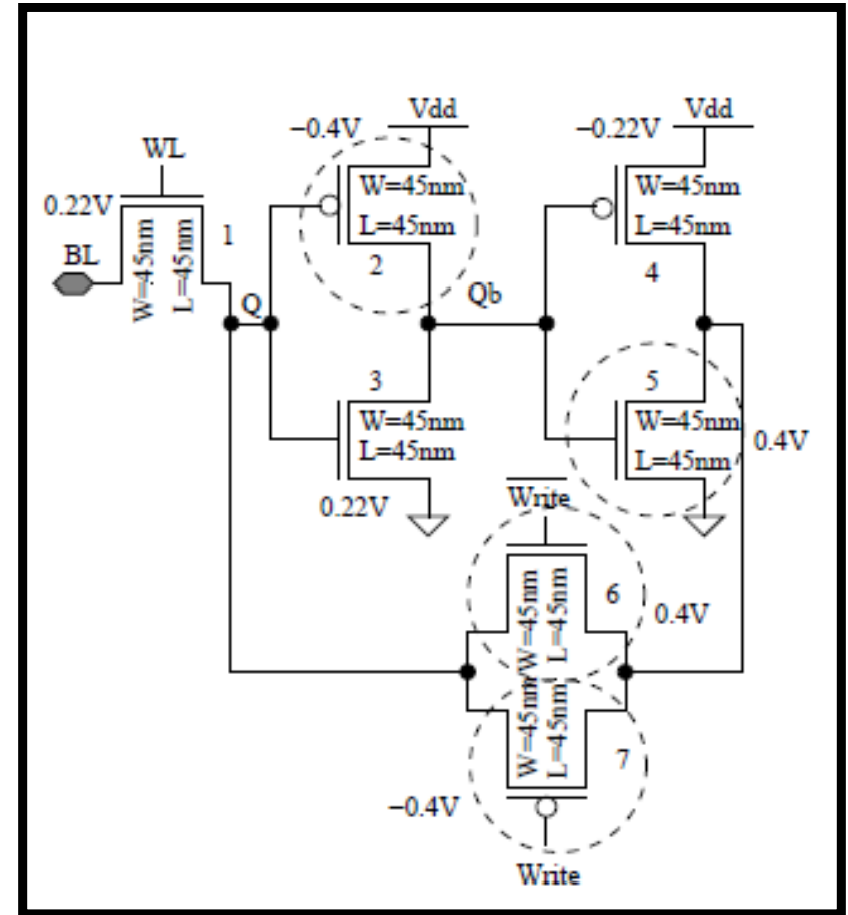 Vdd
Vdd
−0.4V
−0.22V
WL
W=45nm
W=45nm
0.22V
L=45nm
L=45nm
1
BL
W=45nm
L=45nm
2
4
Q
Qb
3
5
W=45nm
W=45nm
L=45nm
L=45nm
0.4V
0.22V
Write
W=45nm
L=45nm
6
0.4V
W=45nm
L=45nm
7
−0.4V
Write